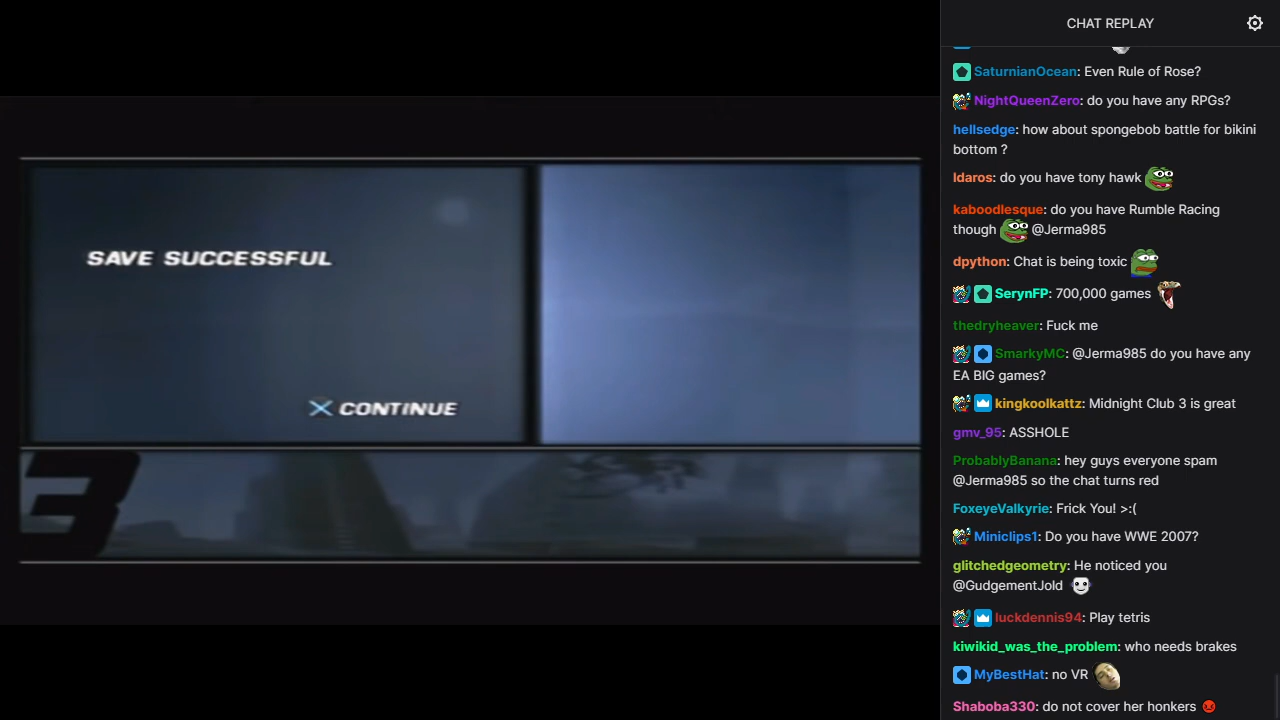 SAVE SUCCESSFUL
CONTINUE
3
CHAT REPLAY
SaturnianOcean: Even Rule of Rose?
NightQueenZero: do you have any RPGs?
hellsedge: how about spongebob battle for bikini
bottom ?
Idaros: do you have tony hawk
kaboodlesque: do you have Rumble Racing
though @Jerma985
dpython: Chat is being toxic
SerynFP: 700,000 games
thedryheaver: Fuck me
SmarkyMC: @Jerma985 do you have any
EA BIG games?
kingkoolkattz: Midnight Club 3 is great
gmv_95: ASSHOLE
ProbablyBanana: hey guys everyone spam
@Jerma985 so the chat turns red
FoxeyeValkyrie: Frick You! >:(
Miniclips1: Do you have WWE 2007?
glitchedgeometry: He noticed you
@GudgementJold
luckdennis94: Play tetris
kiwikid_was_the_problem: who needs brakes
MyBestHat: no VR
Shaboba330: do not cover her honkers